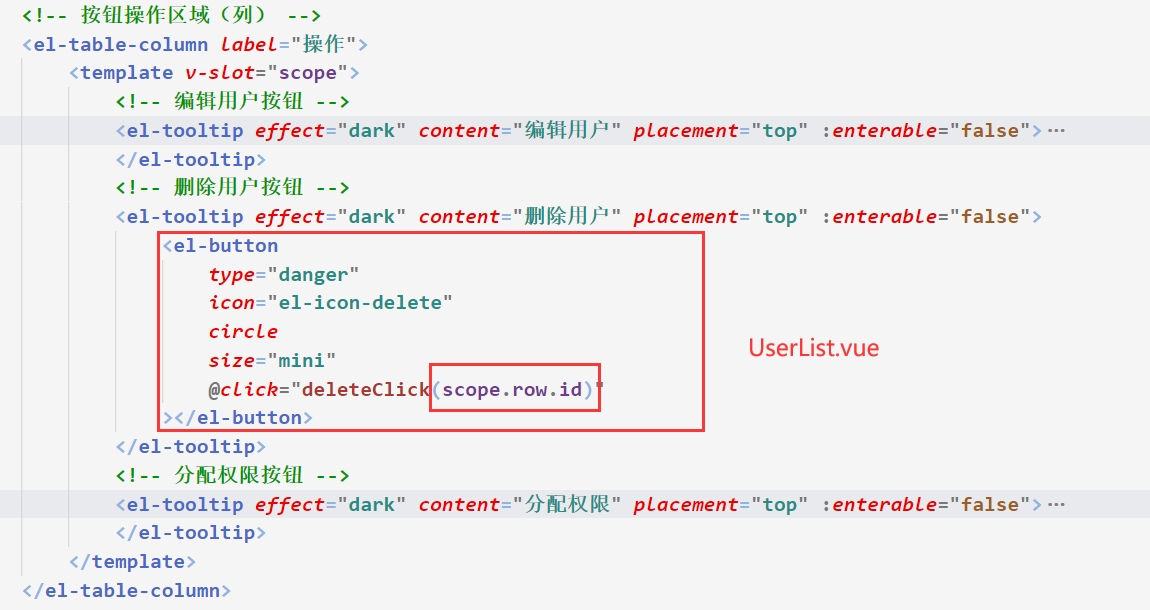 <!-- 按钮操作区域（列） -->
<el-table-column label="操作">
<template v-slot="scope">
<!-- 编辑用户按钮 -->
<el-tooltip effect="dark" content="编辑用户" placement="top" :enterable="false">···
</el-tooltip>
<!-- 删除用户按钮 -->
<el-tooltip effect="dark" content="删除用户" placement="top" :enterable="false">
<el-button
type="danger"
icon="el-icon-delete"
circle
size="mini"
@click="deleteClick(scope.row.id)"
></el-button>
UserList.vue
</el-tooltip>
<!-- 分配权限按钮 -->
<el-tooltip effect="dark" content="分配权限" placement="top" :enterable="false">···
</el-tooltip>
</template>
</el-table-column>